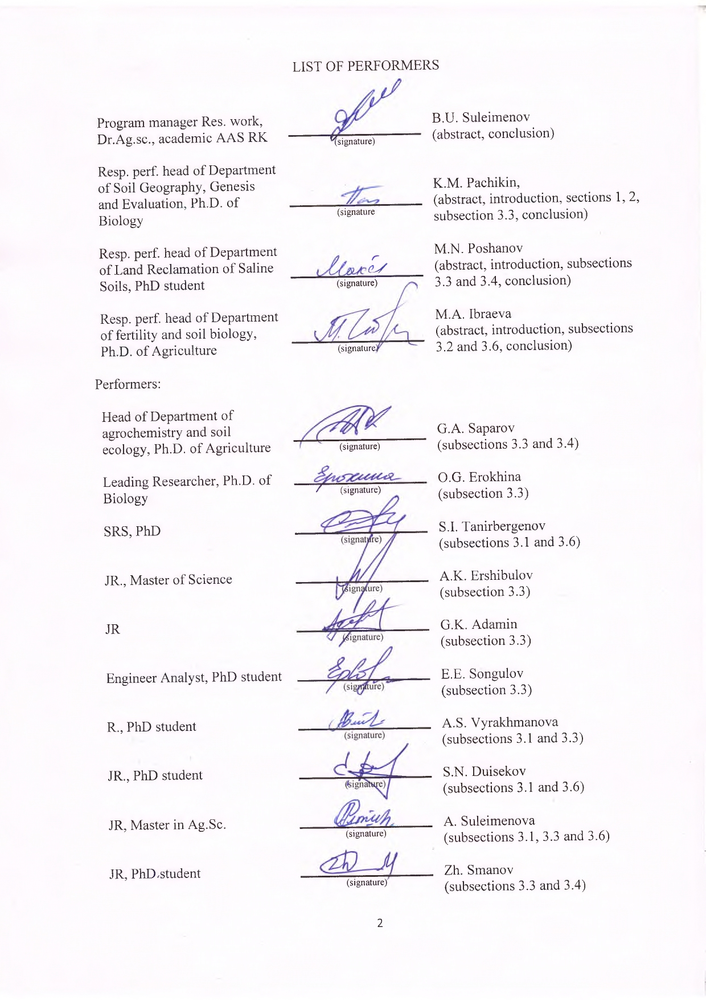 LIST OF PERFORMERS
Program manager Res. work,
Dr.Ag.sc., academic AAS RK
(signature)
B.U. Suleimenov
(abstract, conclusion)
Resp. perf. head of Department
of Soil Geography, Genesis
and Evaluation, Ph.D. of
Biology
(signature
K.M. Pachikin,
(abstract, introduction, sections 1, 2,
subsection 3.3, conclusion)
Resp. perf. head of Department
of Land Reclamation of Saline
Soils, PhD student
(signature)
M.N. Poshanov
(abstract, introduction, subsections
3.3 and 3.4, conclusion)
Resp. perf. head of Department
of fertility and soil biology,
Ph.D. of Agriculture
(signature)
M.A. Ibraeva
(abstract, introduction, subsections
3.2 and 3.6, conclusion)
Performers:
Head of Department of
agrochemistry and soil
ecology, Ph.D. of Agriculture
(signature)
G.A. Saparov
(subsections 3.3 and 3.4)
Leading Researcher, Ph.D. of
Biology
(signature)
O.G. Erokhina
(subsection 3.3)
SRS, PhD
(signature)
S.I. Tanirbergenov
(subsections 3.1 and 3.6)
JR., Master of Science
(signature)
A.K. Ershibulov
(subsection 3.3)
JR
(signature)
G.K. Adamin
(subsection 3.3)
Engineer Analyst, PhD student
(signature)
E.E. Songulov
(subsection 3.3)
R., PhD student
(signature)
A.S. Vyrakhmanova
(subsections 3.1 and 3.3)
JR., PhD student
(signature)
S.N. Duisekov
(subsections 3.1 and 3.6)
JR, Master in Ag.Sc.
(signature)
A. Suleimenova
(subsections 3.1, 3.3 and 3.6)
JR, PhD student
(signature)
Zh. Smanov
(subsections 3.3 and 3.4)
2